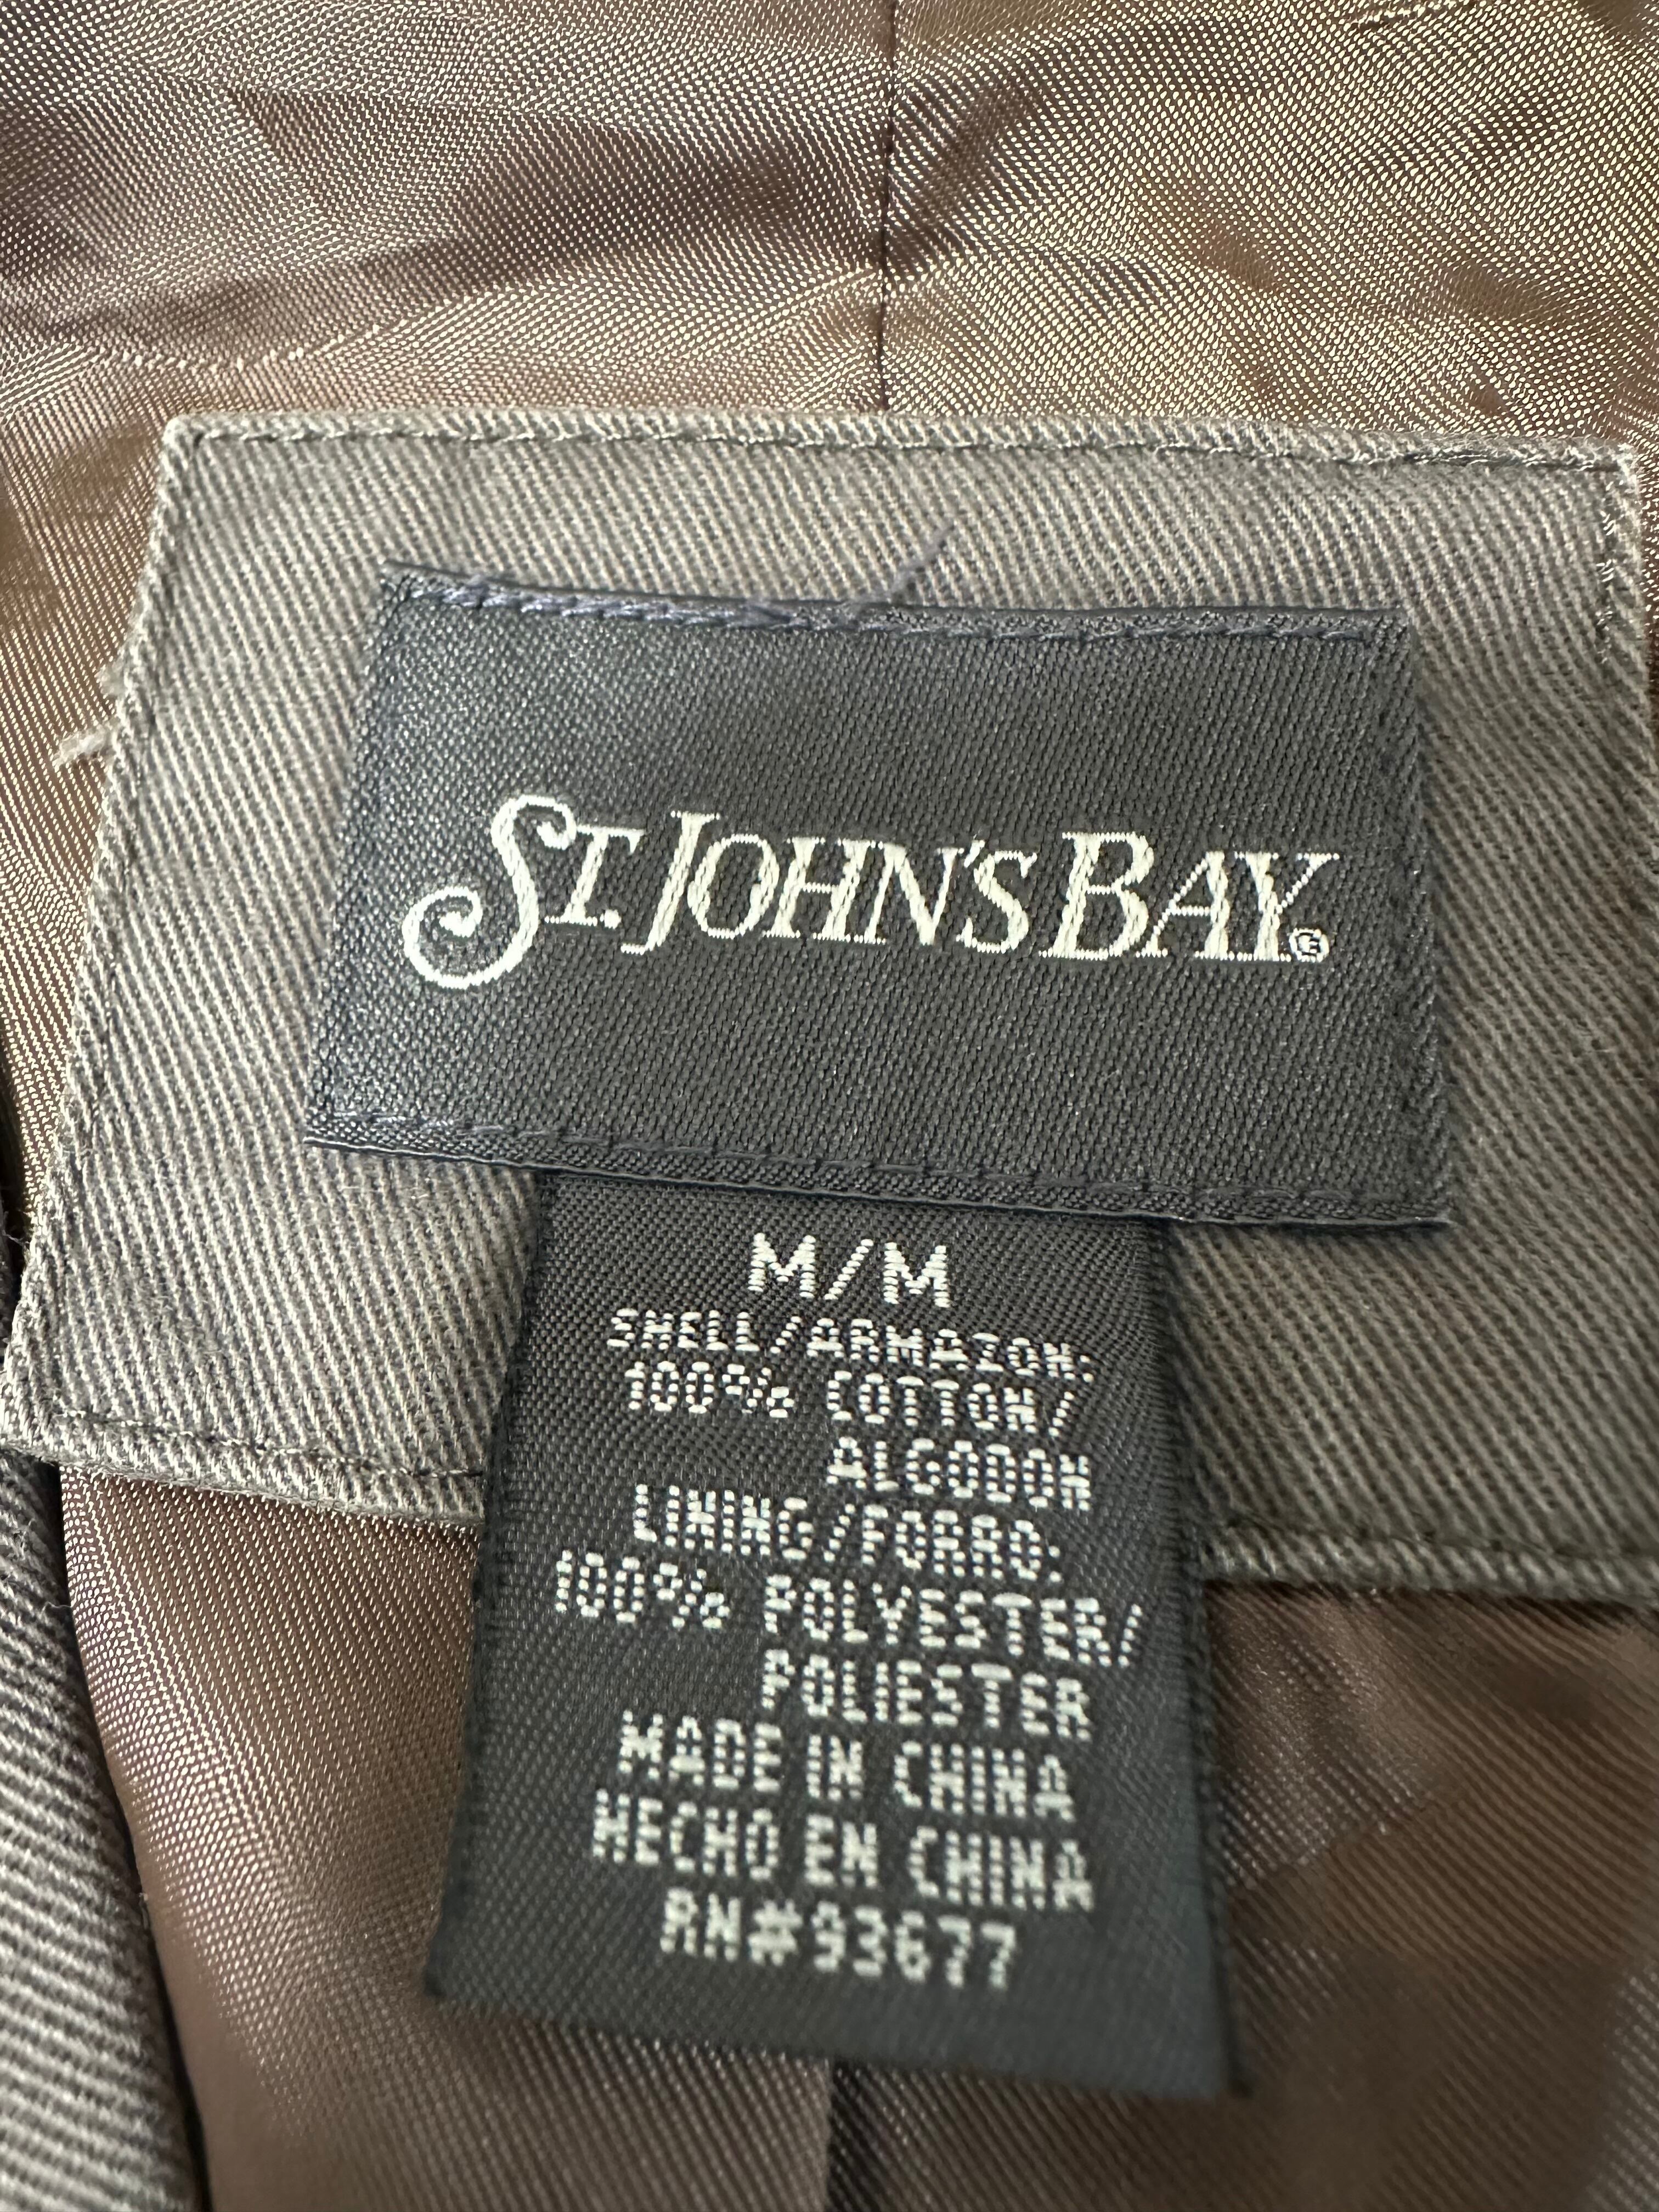 ST. JOHN'S BAY®
M/M
SHELL/ARMAZON:
100% COTTON/
ALGODON
LINING/FORRO:
100% POLYESTER/
POLIESTER
MADE IN CHINA
HECHO EN CHINA
RN#93677